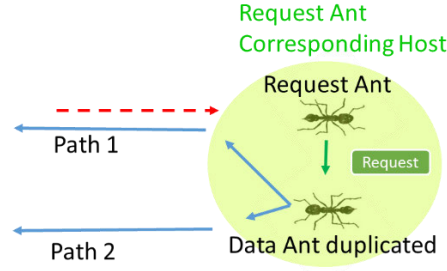 Request Ant
Corresponding Host
Request Ant
Path 1
Request
Data Ant duplicated
Path 2